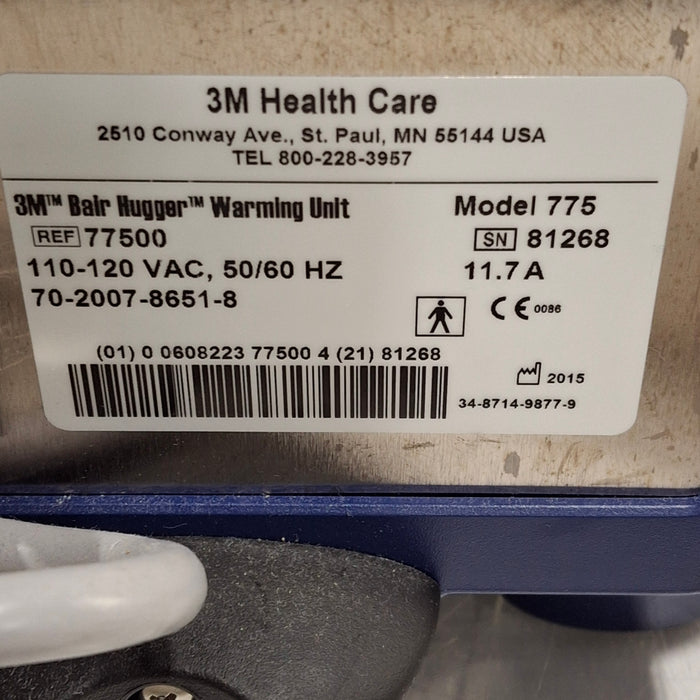 3M Health Care
2510 Conway Ave., St. Paul, MN 55144 USA
TEL 800-228-3957
3M™ Bair Hugger™ Warming Unit
Model 775
REF 77500
SN 81268
110-120 VAC, 50/60 HZ
11.7 A
70-2007-8651-8
CE 0086
(01) 0 0608223 77500 4 (21) 81268
2015
34-8714-9877-9